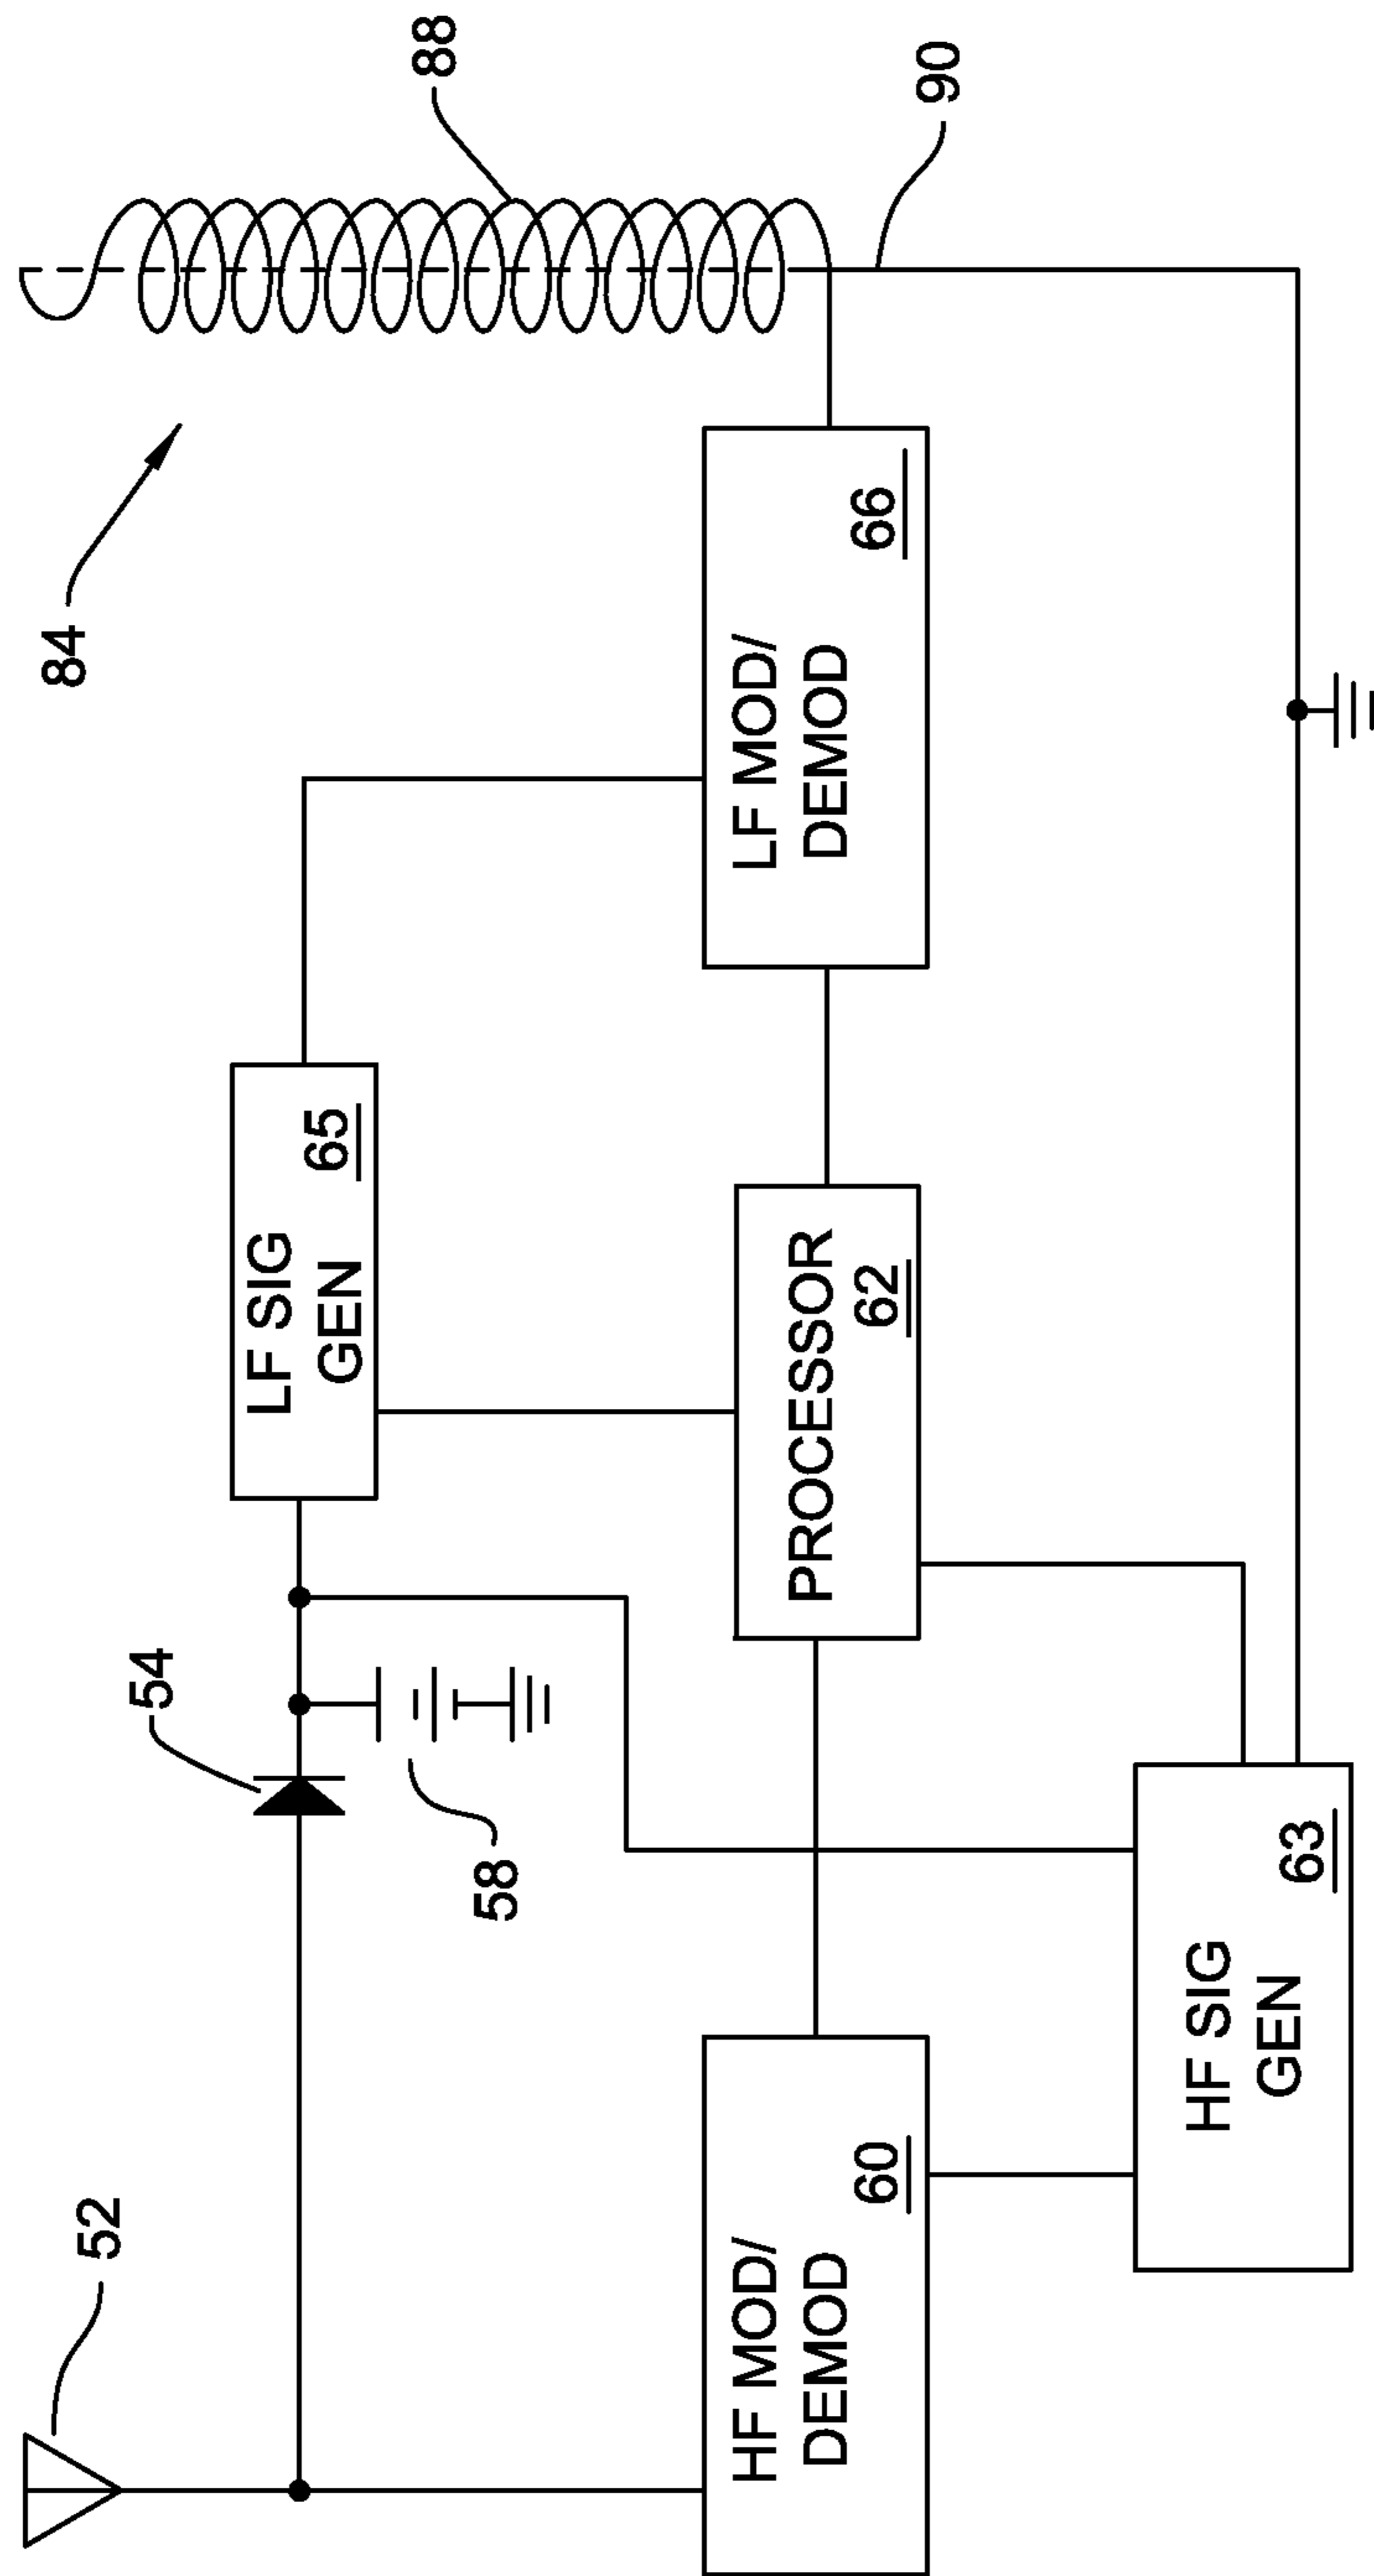 52
54
58
84
88
90
LF SIG
GEN
65
HF MOD/
DEMOD
60
PROCESSOR
62
LF MOD/
DEMOD
66
HF SIG
GEN
63